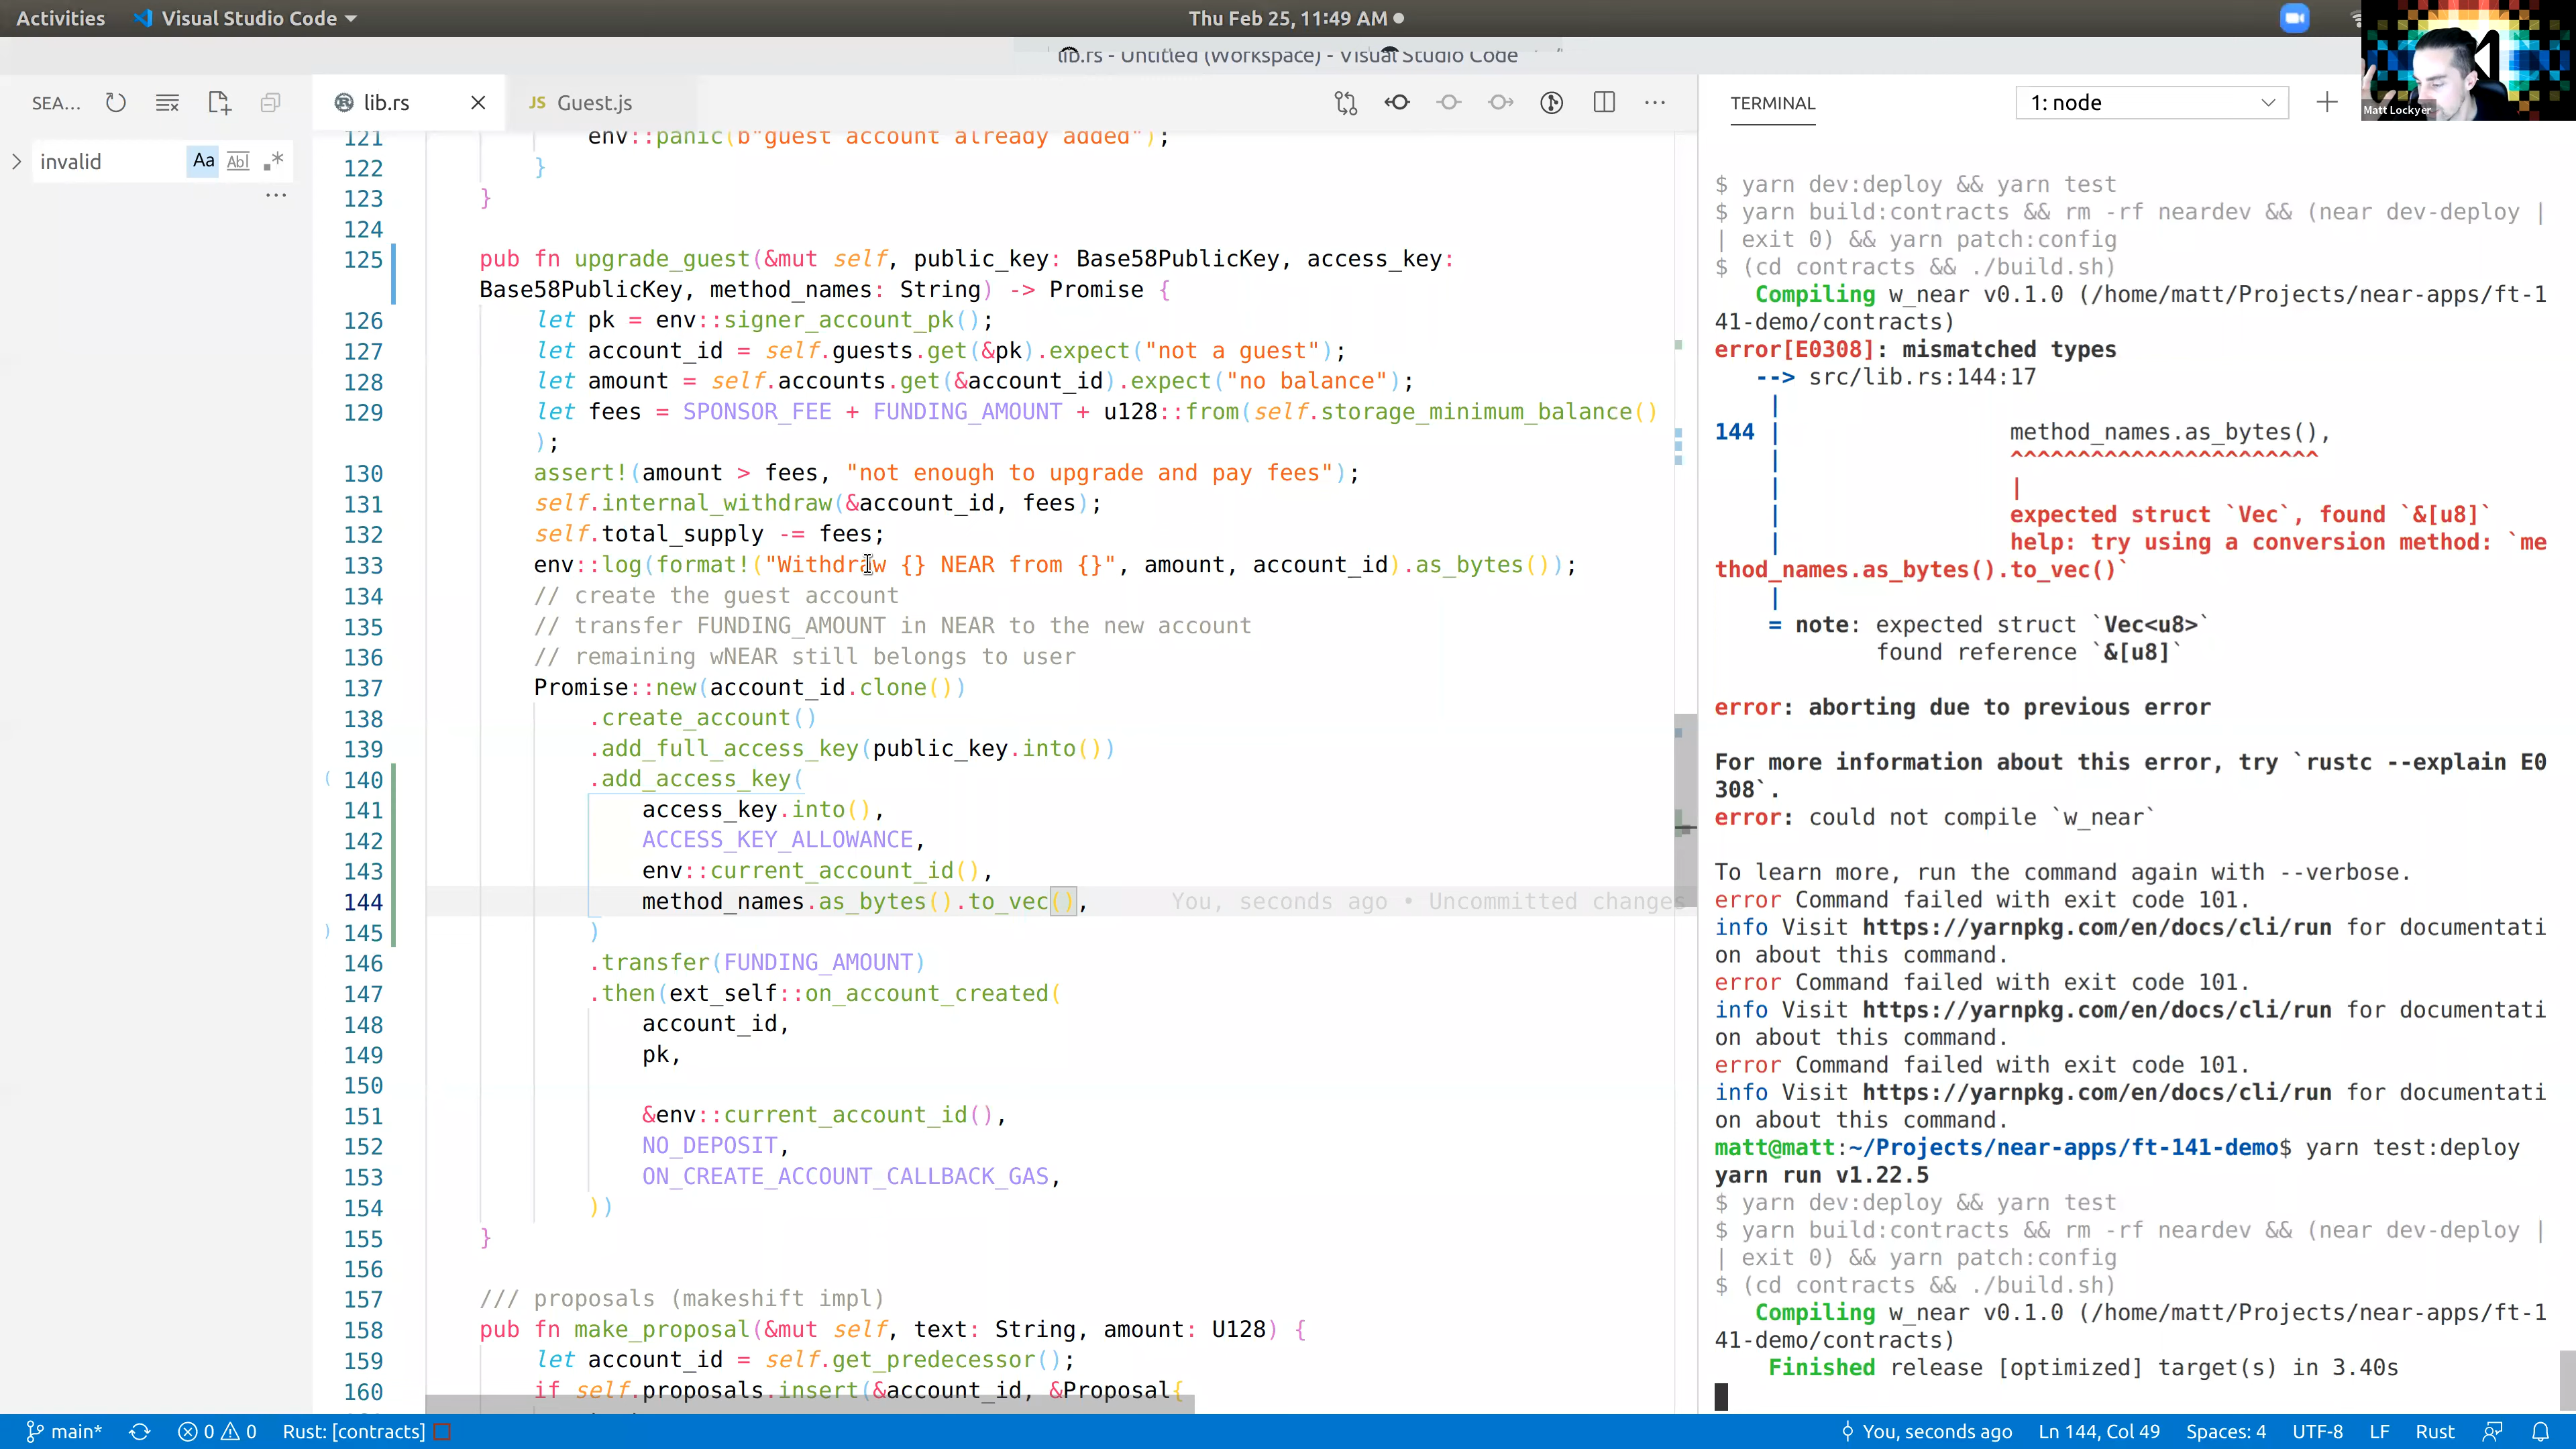 Activities
Visual Studio Code
Thu Feb 25, 11:49 AM
lib.rs - Untitled (Workspace) - Visual Studio Code
Matt Lockyer
SEA...
lib.rs
JS Guest.js
TERMINAL
1: node
invalid
Aa
Abl
121 env::panic(b"guest account already added");
122 }
123 }
124
125 pub fn upgrade_guest(&mut self, public_key: Base58PublicKey, access_key:
Base58PublicKey, method_names: String) -> Promise {
126 let pk = env::signer_account_pk();
127 let account_id = self.guests.get(&pk).expect("not a guest");
128 let amount = self.accounts.get(&account_id).expect("no balance");
129 let fees = SPONSOR_FEE + FUNDING_AMOUNT + u128::from(self.storage_minimum_balance()
);
130 assert!(amount > fees, "not enough to upgrade and pay fees");
131 self.internal_withdraw(&account_id, fees);
132 self.total_supply -= fees;
133 env::log(format!("Withdraw {} NEAR from {}", amount, account_id).as_bytes());
134 // create the guest account
135 // transfer FUNDING_AMOUNT in NEAR to the new account
136 // remaining wNEAR still belongs to user
137 Promise::new(account_id.clone())
138 .create_account()
139 .add_full_access_key(public_key.into())
140 .add_access_key(
141 access_key.into(),
142 ACCESS_KEY_ALLOWANCE,
143 env::current_account_id(),
144 method_names.as_bytes().to_vec(), You, seconds ago • Uncommitted changes
145 )
146 .transfer(FUNDING_AMOUNT)
147 .then(ext_self::on_account_created(
148 account_id,
149 pk,
150
151 &env::current_account_id(),
152 NO_DEPOSIT,
153 ON_CREATE_ACCOUNT_CALLBACK_GAS,
154 ))
155 }
156
157 /// proposals (makeshift impl)
158 pub fn make_proposal(&mut self, text: String, amount: U128) {
159 let account_id = self.get_predecessor();
160 if self.proposals.insert(&account_id, &Proposal{
$ yarn dev:deploy && yarn test
$ yarn build:contracts && rm -rf neardev && (near dev-deploy |
| exit 0) && yarn patch:config
$ (cd contracts && ./build.sh)
Compiling w_near v0.1.0 (/home/matt/Projects/near-apps/ft-1
41-demo/contracts)
error[E0308]: mismatched types
--> src/lib.rs:144:17
|
144 | method_names.as_bytes(),
| ^^^^^^^^^^^^^^^^^^^^^^^
| |
| expected struct `Vec`, found `&[u8]`
| help: try using a conversion method: `me
thod_names.as_bytes().to_vec()`
|
= note: expected struct `Vec<u8>`
found reference `&[u8]`
error: aborting due to previous error
For more information about this error, try `rustc --explain E0
308`.
error: could not compile `w_near`
To learn more, run the command again with --verbose.
error Command failed with exit code 101.
info Visit https://yarnpkg.com/en/docs/cli/run for documentati
on about this command.
error Command failed with exit code 101.
info Visit https://yarnpkg.com/en/docs/cli/run for documentati
on about this command.
error Command failed with exit code 101.
info Visit https://yarnpkg.com/en/docs/cli/run for documentati
on about this command.
matt@matt:~/Projects/near-apps/ft-141-demo$ yarn test:deploy
yarn run v1.22.5
$ yarn dev:deploy && yarn test
$ yarn build:contracts && rm -rf neardev && (near dev-deploy |
| exit 0) && yarn patch:config
$ (cd contracts && ./build.sh)
Compiling w_near v0.1.0 (/home/matt/Projects/near-apps/ft-1
41-demo/contracts)
Finished release [optimized] target(s) in 3.40s
main*
0 0
Rust: [contracts]
You, seconds ago
Ln 144, Col 49
Spaces: 4
UTF-8
LF
Rust